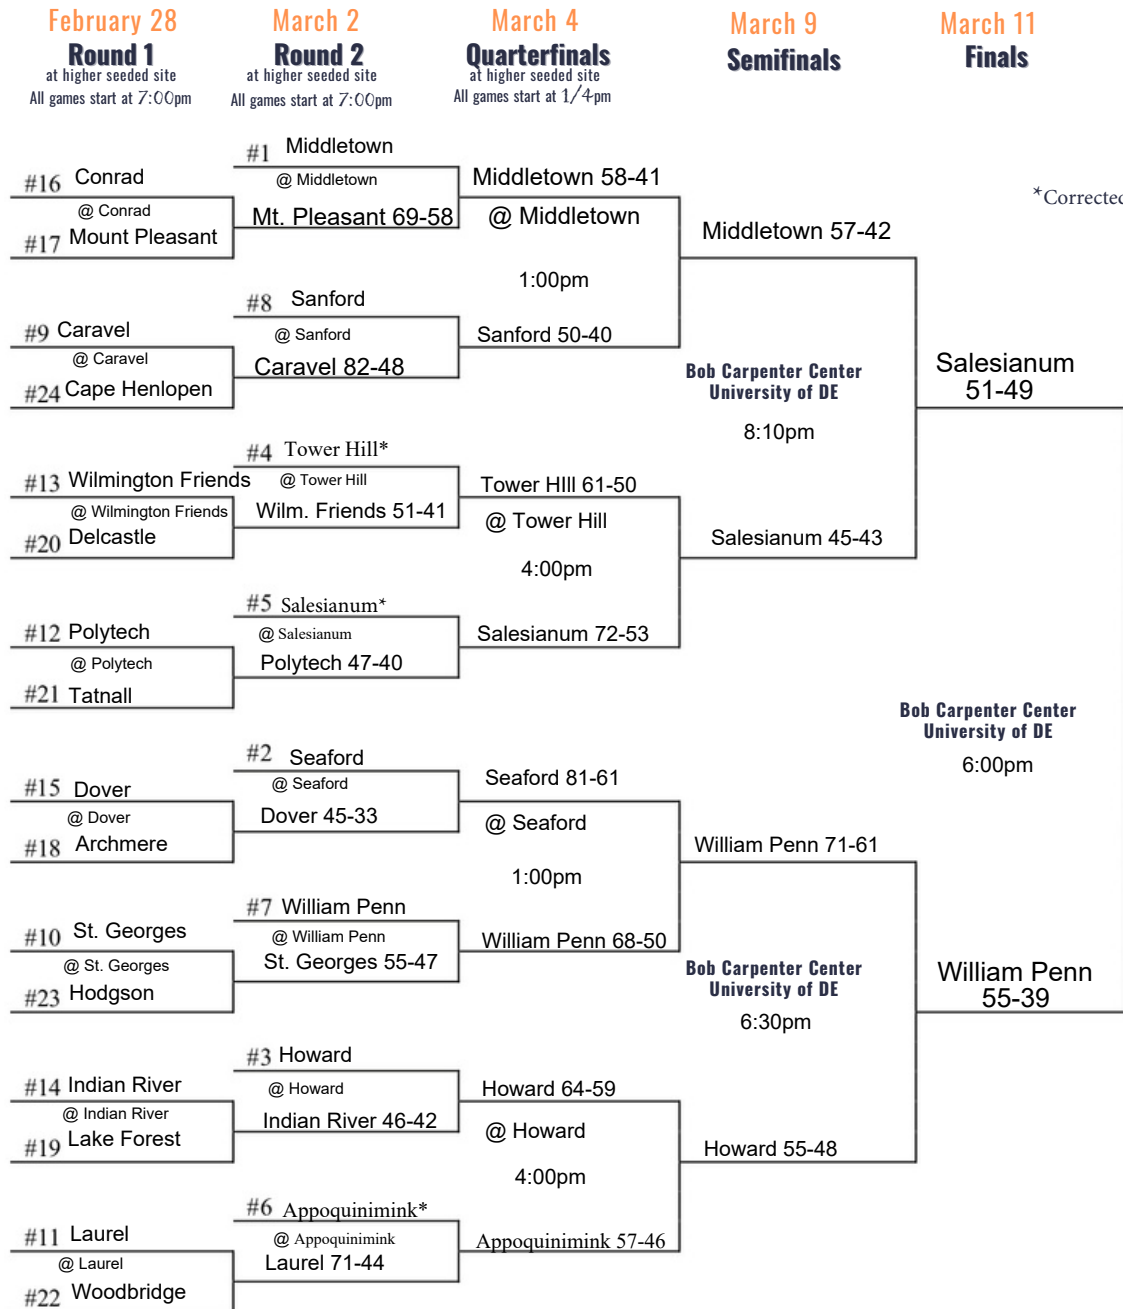 February 28
Round 1
at higher seeded site
All games start at 7:00pm
March 2
Round 2
at higher seeded site
All games start at 7:00pm
March 4
Quarterfinals
at higher seeded site
All games start at 1/4pm
March 9
Semifinals
March 11
Finals
*Corrected
#16 Conrad
@ Conrad
#17 Mount Pleasant
#9 Caravel
@ Caravel
#24 Cape Henlopen
#13 Wilmington Friends
@ Wilmington Friends
#20 Delcastle
#12 Polytech
@ Polytech
#21 Tatnall
#15 Dover
@ Dover
#18 Archmere
#10 St. Georges
@ St. Georges
#23 Hodgson
#14 Indian River
@ Indian River
#19 Lake Forest
#11 Laurel
@ Laurel
#22 Woodbridge
#1 Middletown
@ Middletown
Mt. Pleasant 69-58
#8 Sanford
@ Sanford
Caravel 82-48
#4 Tower Hill*
@ Tower Hill
Wilm. Friends 51-41
#5 Salesianum*
@ Salesianum
Polytech 47-40
#2 Seaford
@ Seaford
Dover 45-33
#7 William Penn
@ William Penn
St. Georges 55-47
#3 Howard
@ Howard
Indian River 46-42
#6 Appoquinimink*
@ Appoquinimink
Laurel 71-44
Middletown 58-41
@ Middletown
1:00pm
Sanford 50-40
Tower HIll 61-50
@ Tower Hill
4:00pm
Salesianum 72-53
Seaford 81-61
@ Seaford
1:00pm
William Penn 68-50
Howard 64-59
@ Howard
4:00pm
Appoquinimink 57-46
Middletown 57-42
Bob Carpenter Center
University of DE
8:10pm
Salesianum 45-43
William Penn 71-61
Bob Carpenter Center
University of DE
6:30pm
Howard 55-48
Salesianum
51-49
Bob Carpenter Center
University of DE
6:00pm
William Penn
55-39